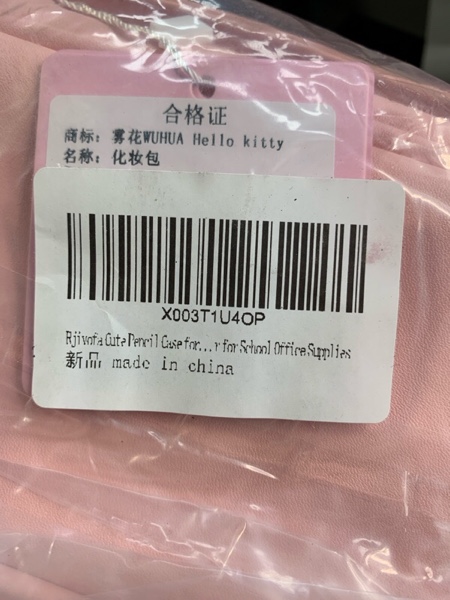 合格证
商标：雾花WUHUA Hello kitty
名称：化妆包
X003T1U4OP
Rjivofa Cute Pencil Case for...r for School Office Supplies
新品 made in china